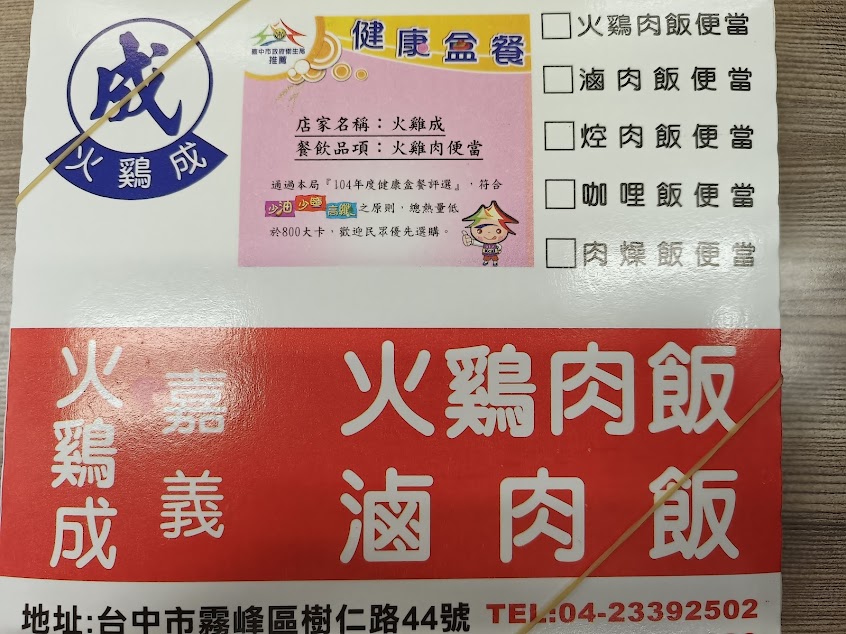 成
火鷄成
臺中市政府衛生局
推薦
健康盒餐
店家名稱：火雞成
餐飲品項：火雞肉便當
通過本局『104年度健康盒餐評選』，符合
少油 少鹽 高纖 之原則，總熱量低
於800大卡，歡迎民眾優先選購。
火鷄肉飯便當
滷肉飯便當
焢肉飯便當
咖哩飯便當
肉燥飯便當
火鷄成
嘉義
火鷄肉飯
滷肉飯
地址:台中市霧峰區樹仁路44號 TEL:04-23392502